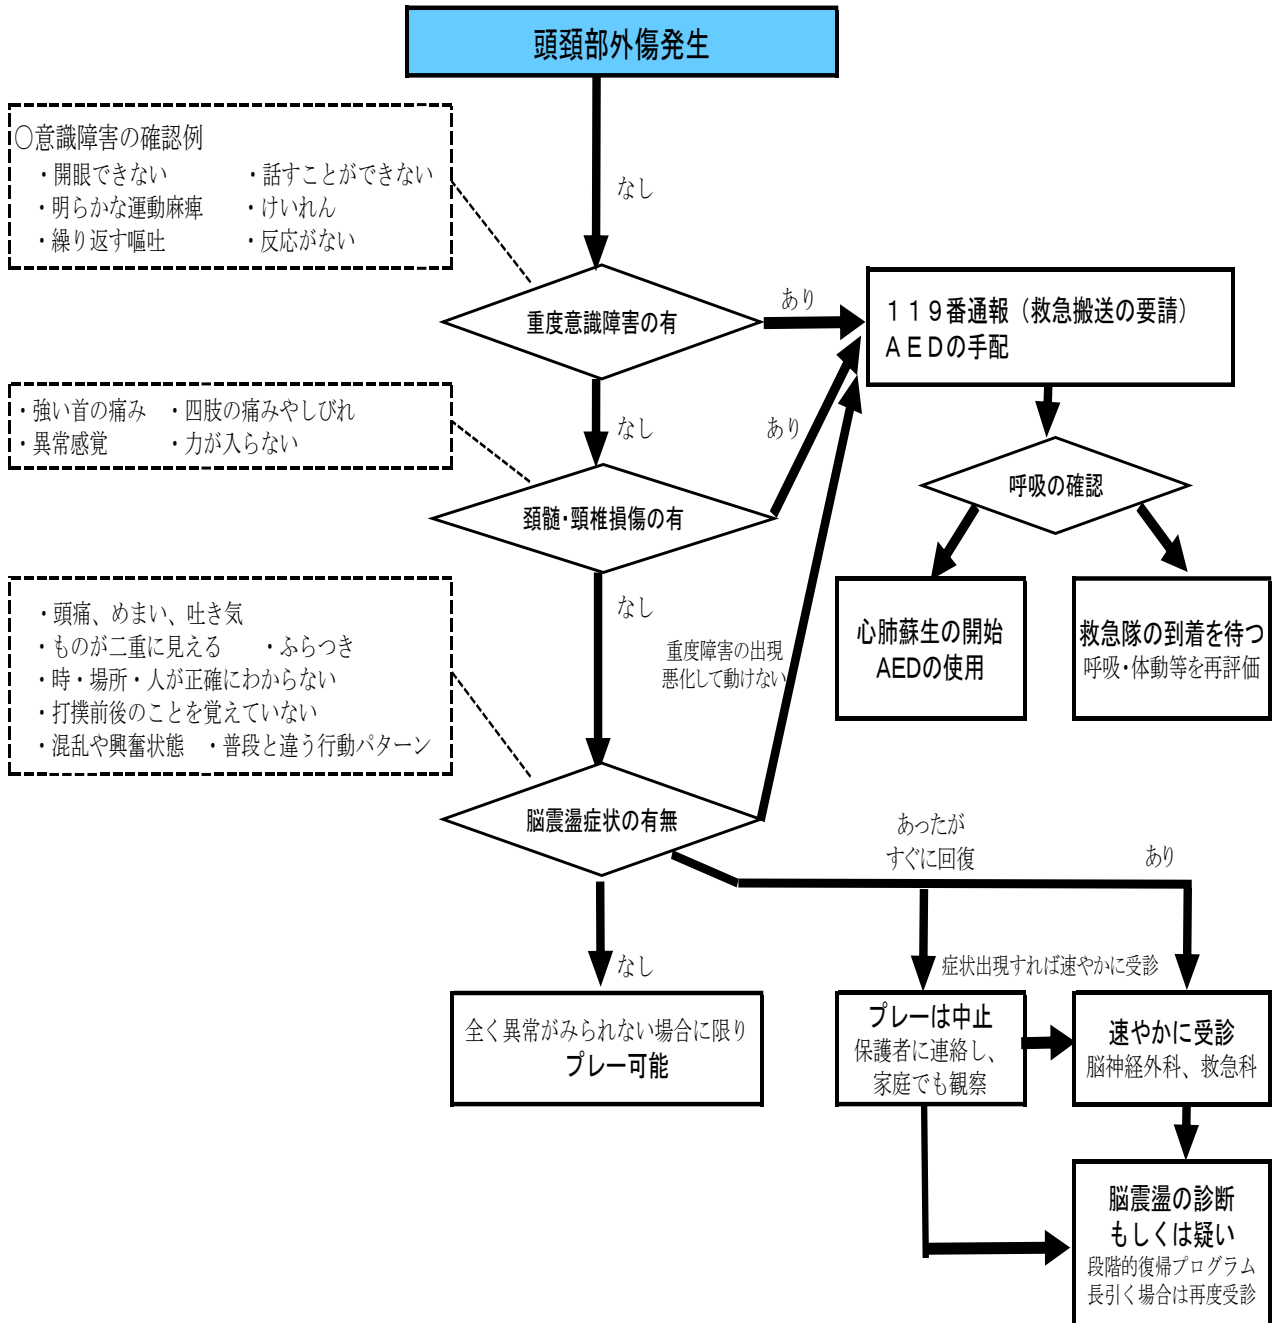 頭頚部外傷発生
〇意識障害の確認例
・開眼できない　・話すことができない
・明らかな運動麻痺　・けいれん
・繰り返す嘔吐　・反応がない
なし
重度意識障害の有
あり
１１９番通報（救急搬送の要請）
ＡＥＤの手配
・強い首の痛み　・四肢の痛みやしびれ
・異常感覚　・力が入らない
なし
あり
頚髄・頸椎損傷の有
呼吸の確認
心肺蘇生の開始
AEDの使用
救急隊の到着を待つ
呼吸・体動等を再評価
・頭痛、めまい、吐き気
・ものが二重に見える　・ふらつき
・時・場所・人が正確にわからない
・打撲前後のことを覚えていない
・混乱や興奮状態　・普段と違う行動パターン
なし
重度障害の出現
悪化して動けない
脳震盪症状の有無
あったが
すぐに回復
あり
なし
症状出現すれば速やかに受診
全く異常がみられない場合に限り
プレー可能
プレーは中止
保護者に連絡し、
家庭でも観察
速やかに受診
脳神経外科、救急科
脳震盪の診断
もしくは疑い
段階的復帰プログラム
長引く場合は再度受診